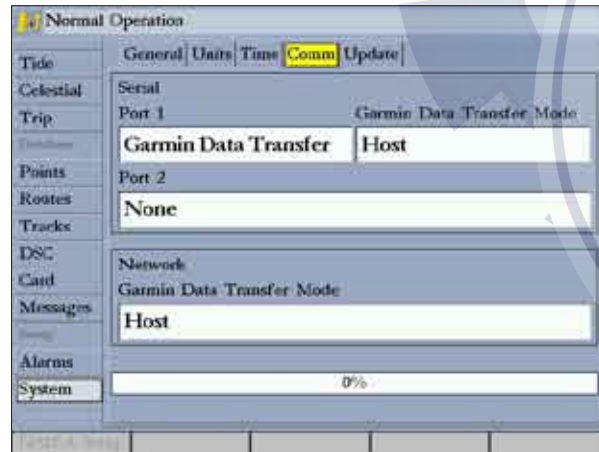 Normal Operation
General Units Time Comm Update
Tide
Celestial
Trip
Points
Routes
Tracks
DSC
Card
Messages
Alarms
System
Serial
Port 1 Garmin Data Transfer Mode
Garmin Data Transfer Host
Port 2
None
Network
Garmin Data Transfer Mode
Host
0%